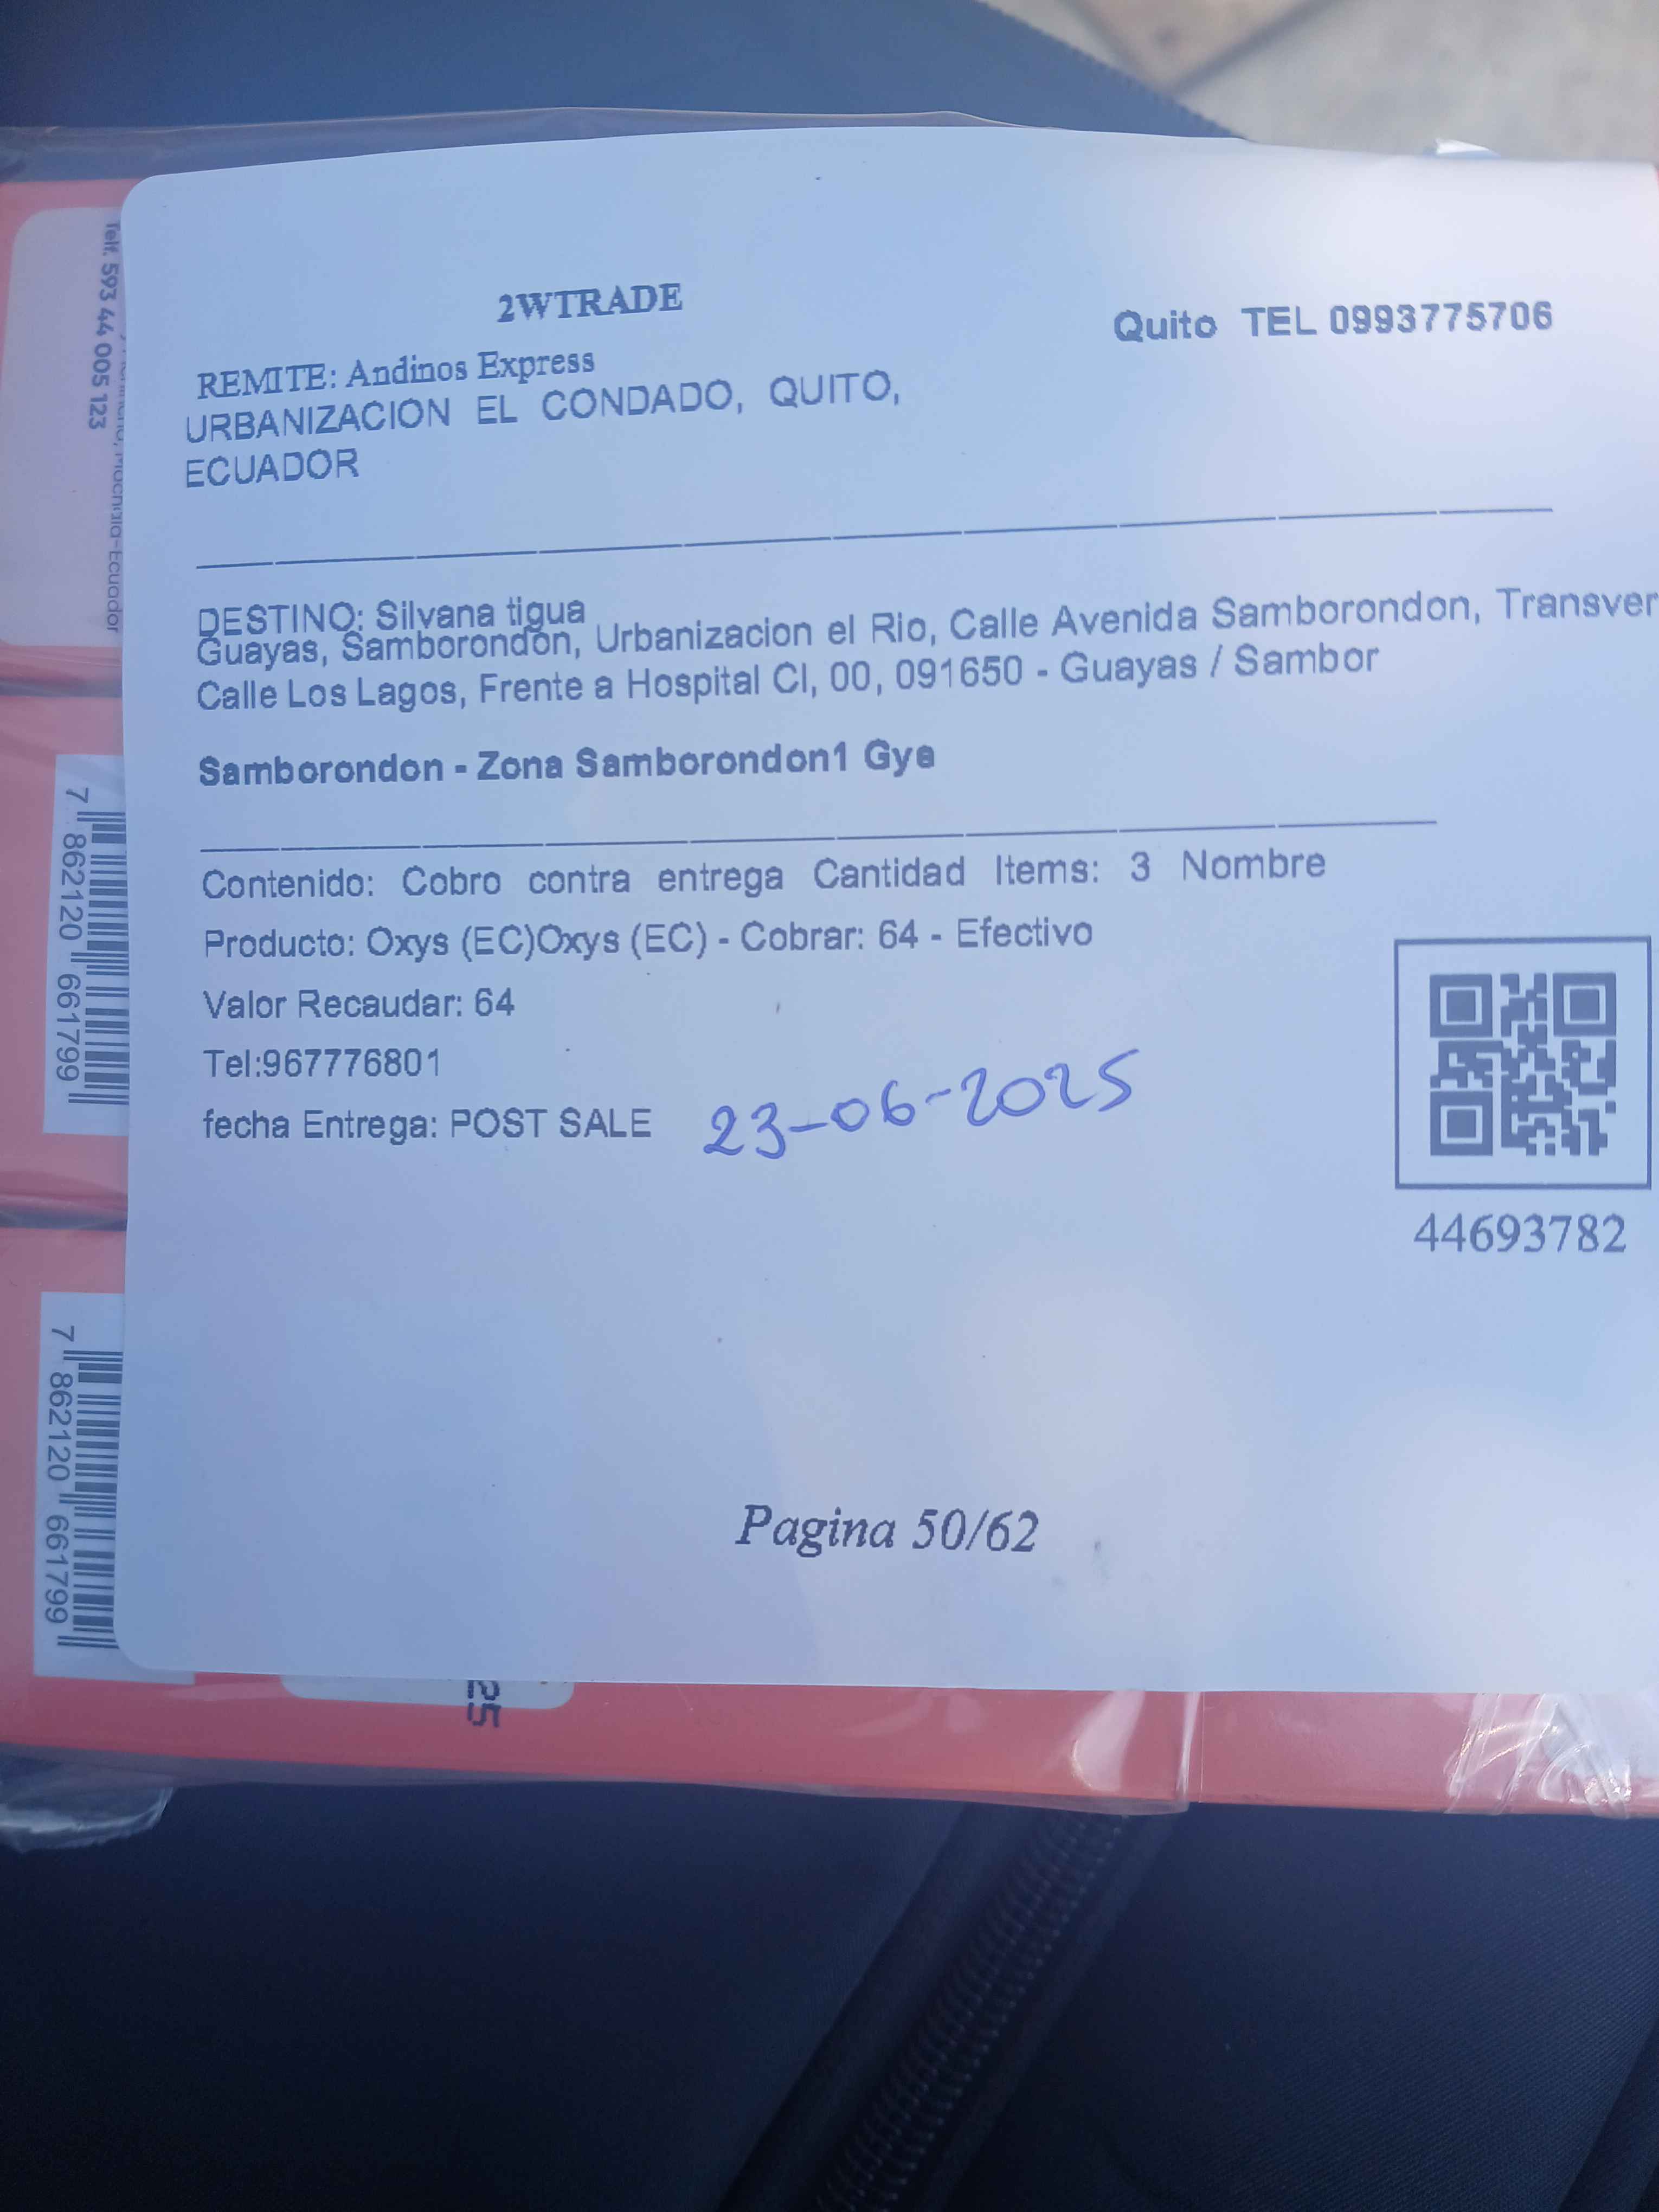 2WTRADE
Quito TEL 0993775706
REMITE: Andinos Express
URBANIZACION EL CONDADO, QUITO,
ECUADOR
DESTINO: Silvana tigua
Guayas, Samborondon, Urbanizacion el Rio, Calle Avenida Samborondon, Transver
Calle Los Lagos, Frente a Hospital CI, 00, 091650 - Guayas / Sambor
Samborondon - Zona Samborondon1 Gye
Contenido: Cobro contra entrega Cantidad Items: 3 Nombre
Producto: Oxys (EC)Oxys (EC) - Cobrar: 64 - Efectivo
Valor Recaudar: 64
Tel:967776801
fecha Entrega: POST SALE 23-06-2025
44693782
Pagina 50/62
Telf. 593 44 005 123
Machala-Ecuador
7 862120 661799
7 862120 661799
25